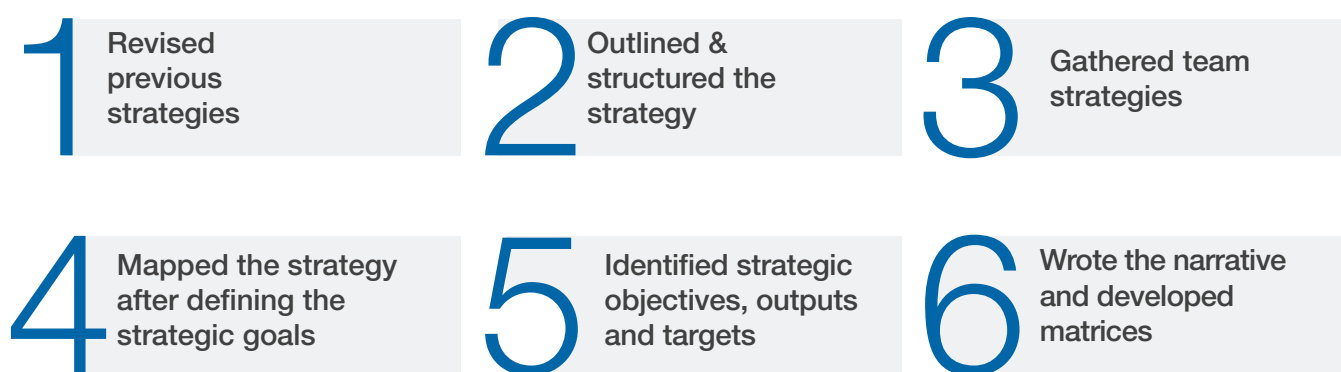 1
Revised
previous
strategies
2
Outlined &
structured the
strategy
3
Gathered team
strategies
4
Mapped the strategy
after defining the
strategic goals
5
Identified strategic
objectives, outputs
and targets
6
Wrote the narrative
and developed
matrices